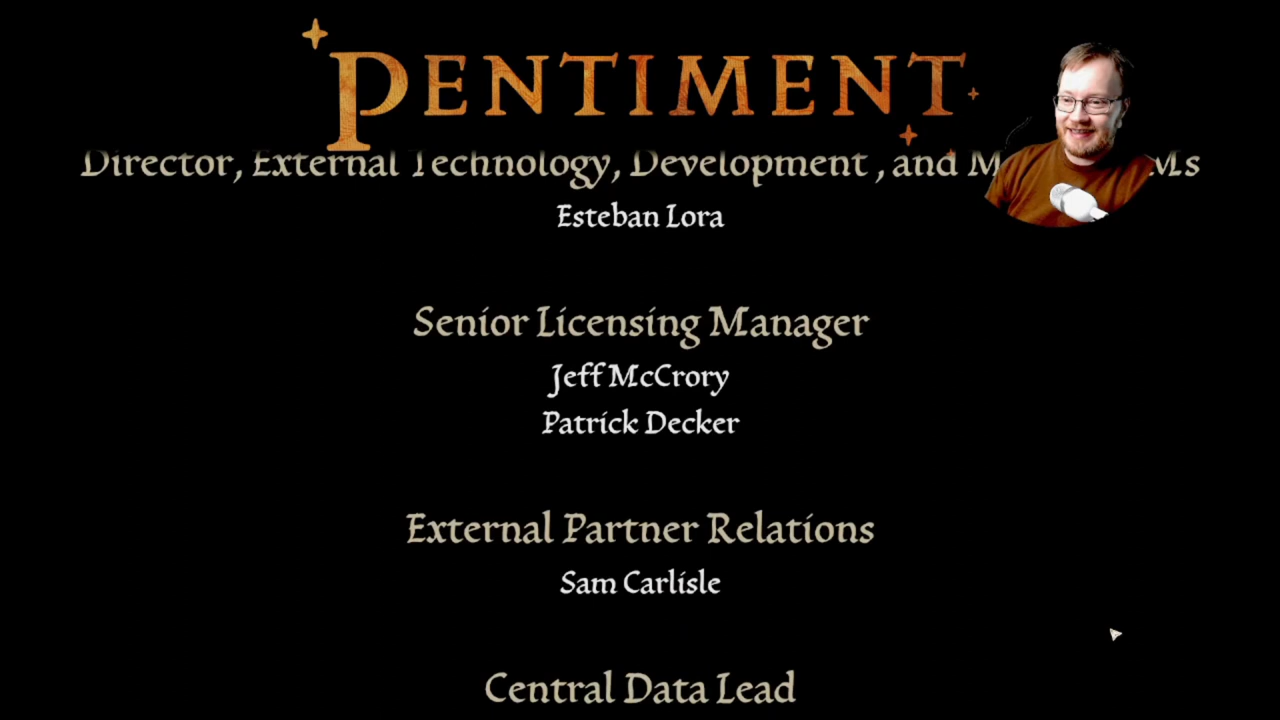 PENTIMENT
Director, External Technology, Development , and
Esteban Lora
Senior Licensing Manager
Jeff McCrory
Patrick Decker
External Partner Relations
Sam Carlisle
Central Data Lead